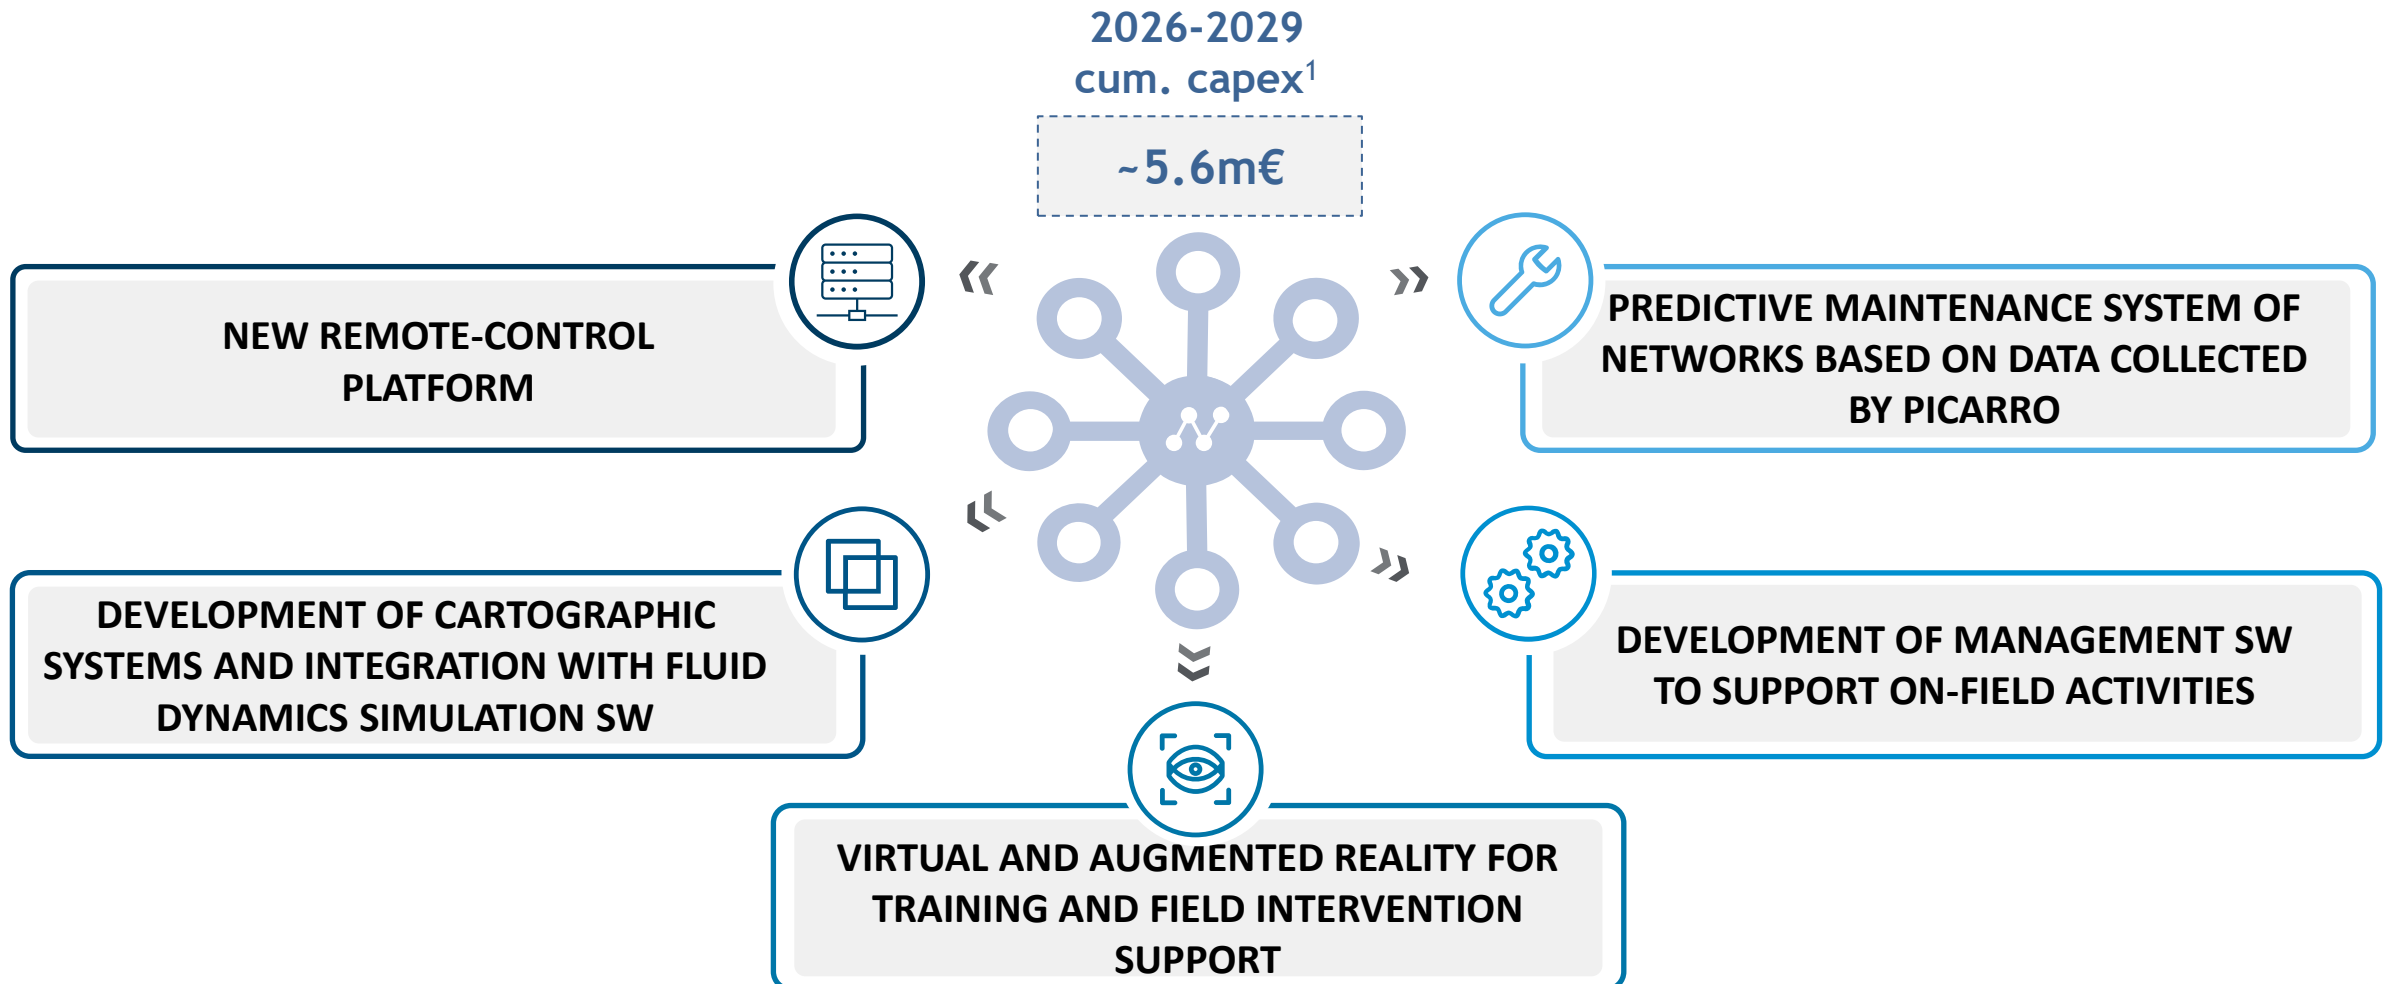 2026-2029
cum. capex¹
~5.6m€
NEW REMOTE-CONTROL
PLATFORM
PREDICTIVE MAINTENANCE SYSTEM OF
NETWORKS BASED ON DATA COLLECTED
BY PICARRO
DEVELOPMENT OF CARTOGRAPHIC
SYSTEMS AND INTEGRATION WITH FLUID
DYNAMICS SIMULATION SW
DEVELOPMENT OF MANAGEMENT SW
TO SUPPORT ON-FIELD ACTIVITIES
VIRTUAL AND AUGMENTED REALITY FOR
TRAINING AND FIELD INTERVENTION
SUPPORT